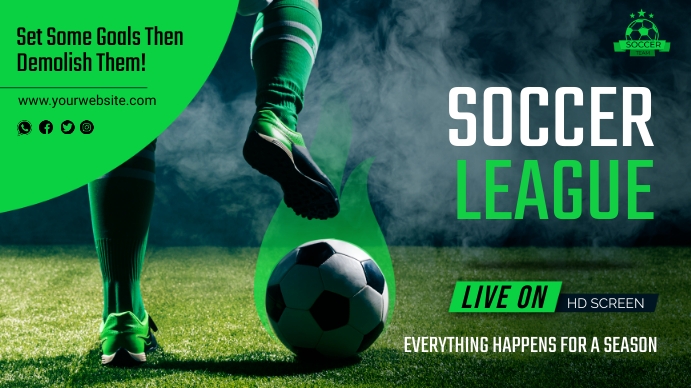 Set Some Goals Then
Demolish Them!
www.yourwebsite.com
SOCCER
TEAM
SOCCER
LEAGUE
LIVE ON
HD SCREEN
EVERYTHING HAPPENS FOR A SEASON